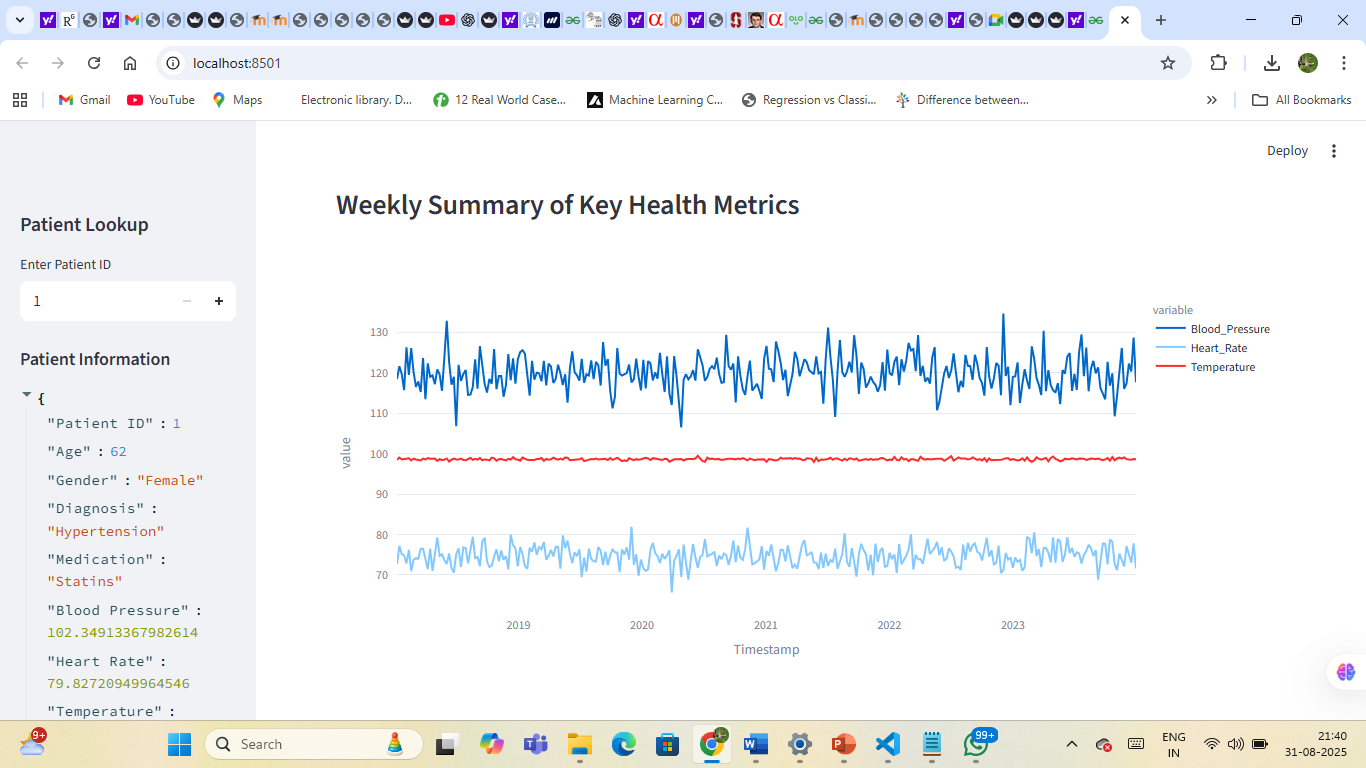 localhost:8501
Gmail
YouTube
Maps
Electronic library. D...
12 Real World Case...
Machine Learning C...
Regression vs Classi...
Difference between...
All Bookmarks
Deploy
Patient Lookup
Enter Patient ID
1
Patient Information
{
"Patient ID" : 1
"Age" : 62
"Gender" : "Female"
"Diagnosis" :
"Hypertension"
"Medication" :
"Statins"
"Blood Pressure" :
102.34913367982614
"Heart Rate" :
79.82720949964546
"Temperature" :
Weekly Summary of Key Health Metrics
variable
Blood_Pressure
Heart_Rate
Temperature
value
130
120
110
100
90
80
70
2019
2020
2021
2022
2023
Timestamp
9+
Search
99+
ENG
IN
21:40
31-08-2025